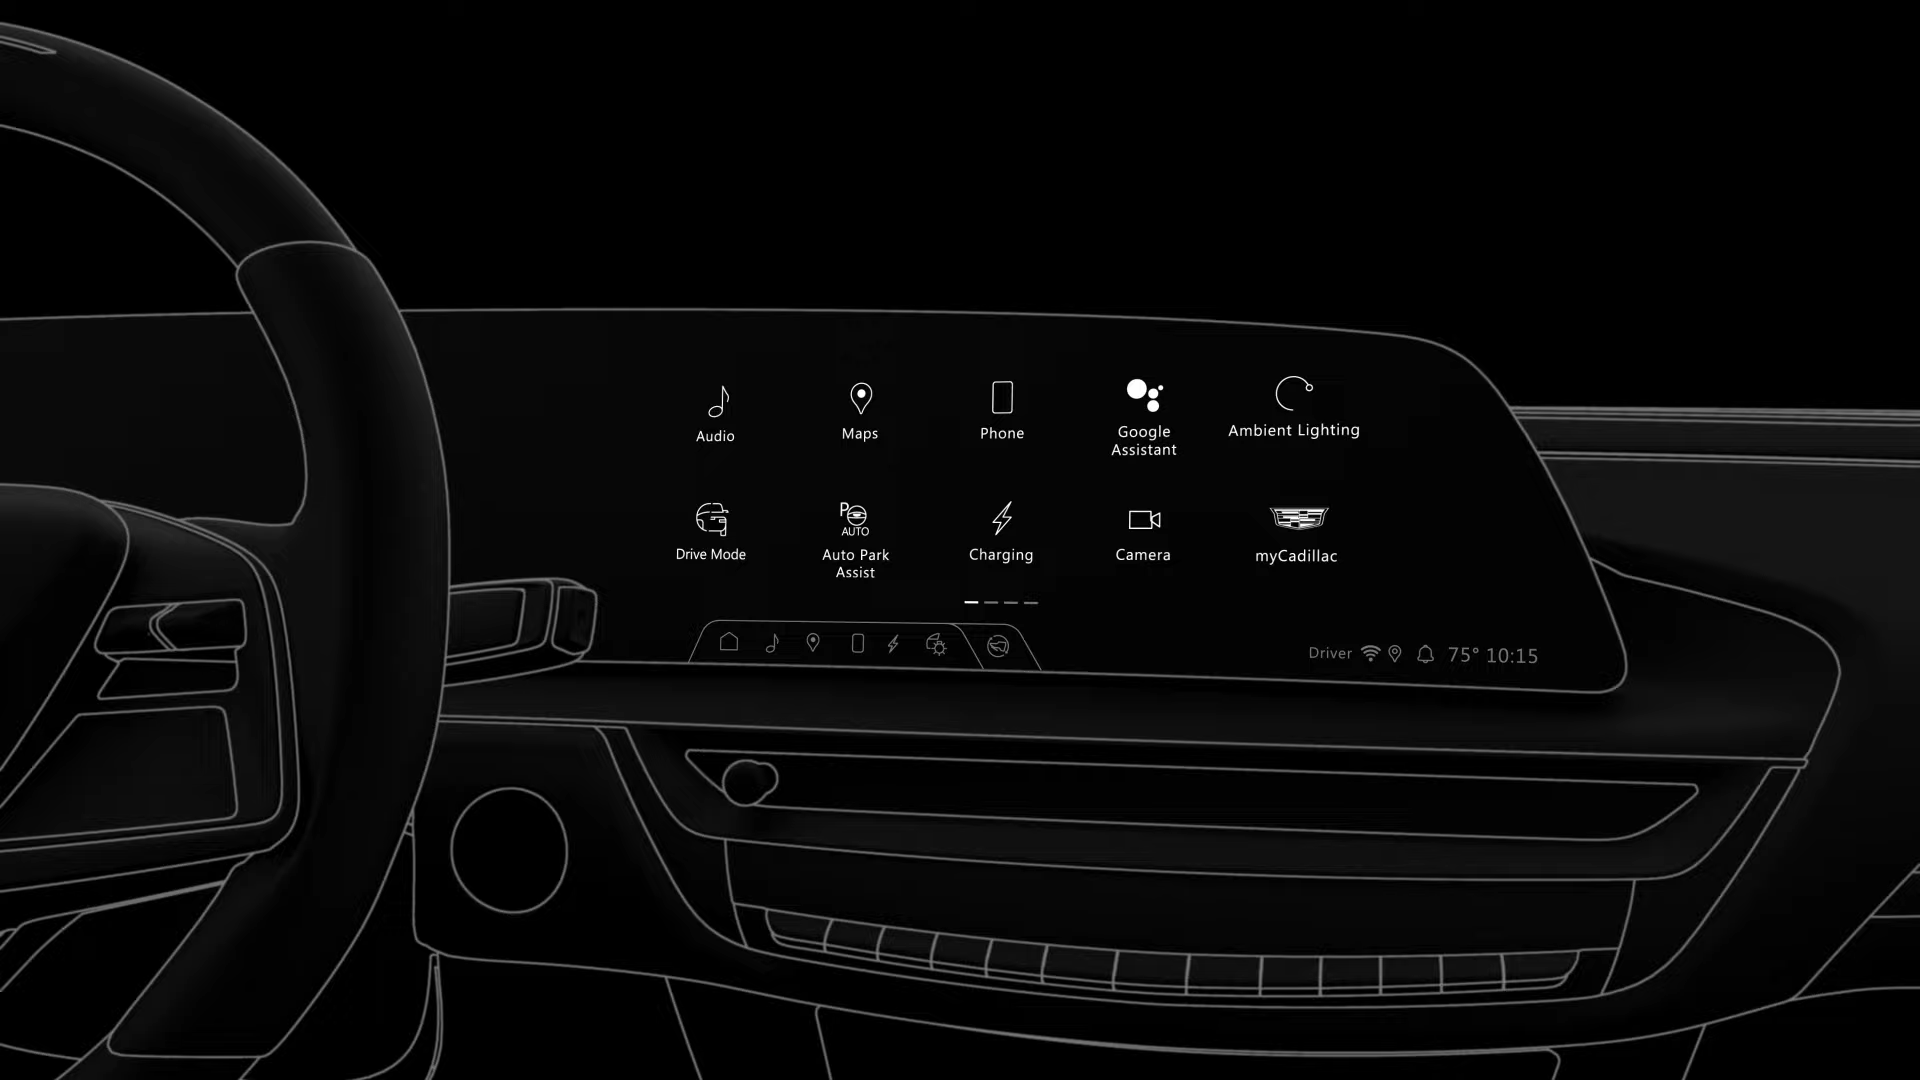 Audio
Maps
Phone
Google
Assistant
Ambient Lighting
Drive Mode
P
AUTO
Auto Park
Assist
Charging
Camera
myCadillac
Driver 75° 10:15